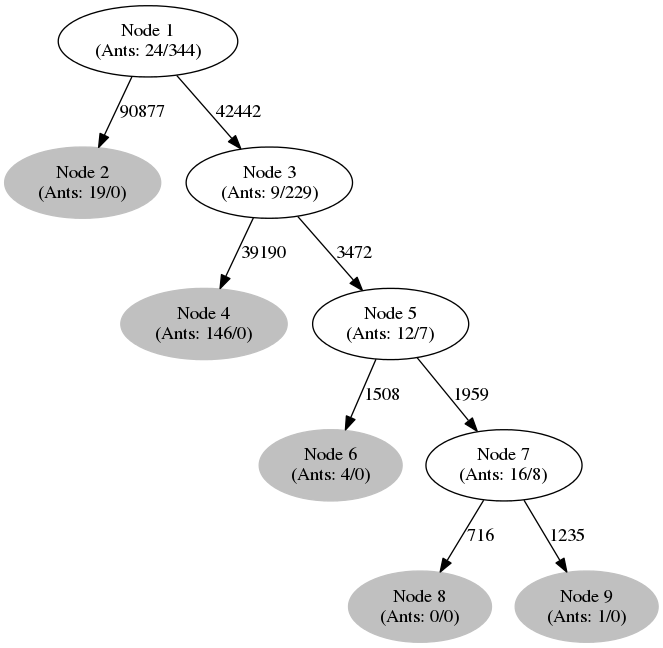 Node 1
(Ants: 24/344)
90877
42442
Node 2
(Ants: 19/0)
Node 3
(Ants: 9/229)
39190
3472
Node 4
(Ants: 146/0)
Node 5
(Ants: 12/7)
1508
1959
Node 6
(Ants: 4/0)
Node 7
(Ants: 16/8)
716
1235
Node 8
(Ants: 0/0)
Node 9
(Ants: 1/0)